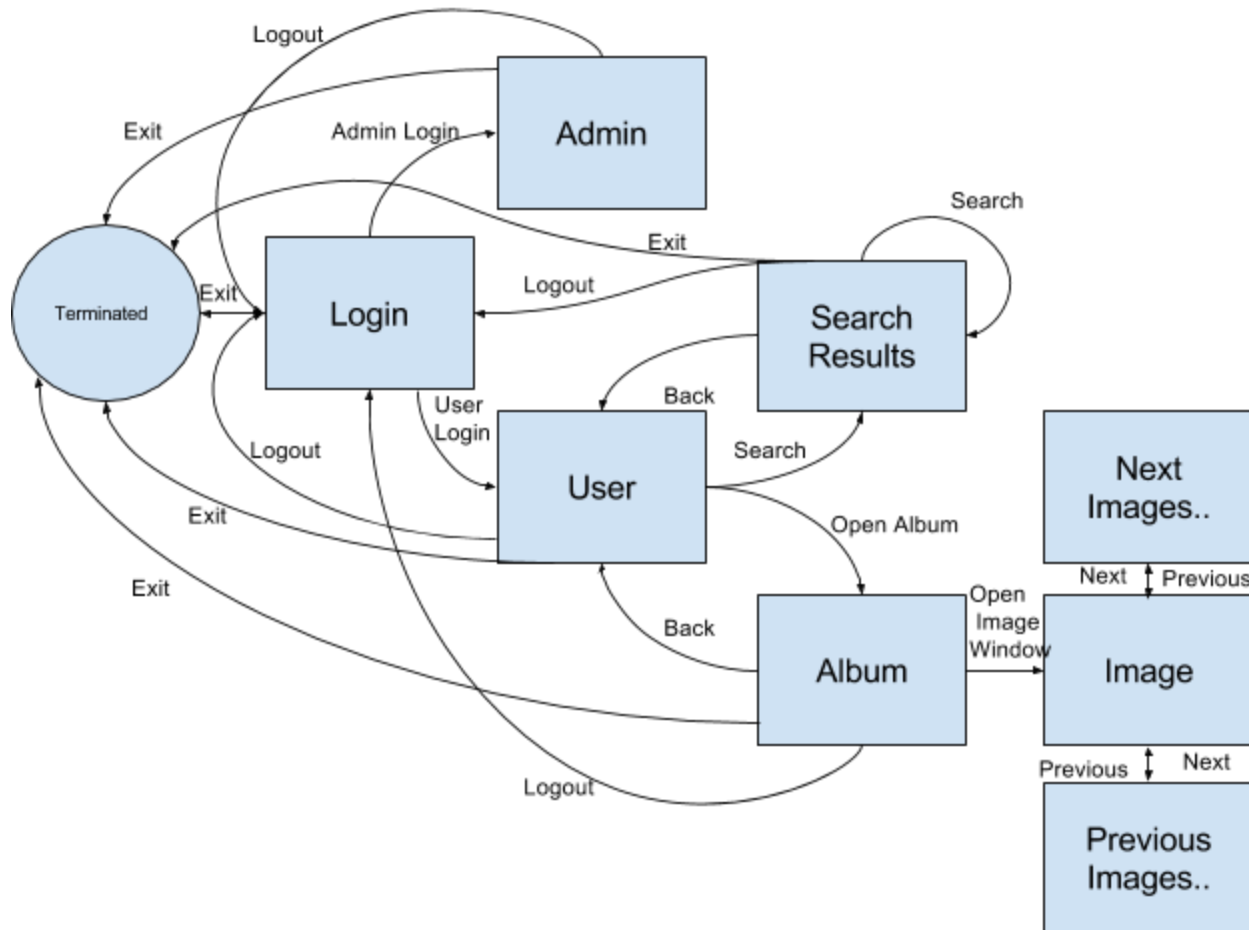 Logout
Admin
Exit
Admin Login
Search
Exit
Terminated
Exit
Login
Logout
Search
Results
Back
User
Login
Logout
Search
User
Next
Images..
Exit
Open Album
Exit
Next
Previous
Open
Image
Window
Back
Album
Image
Previous
Next
Logout
Previous
Images..